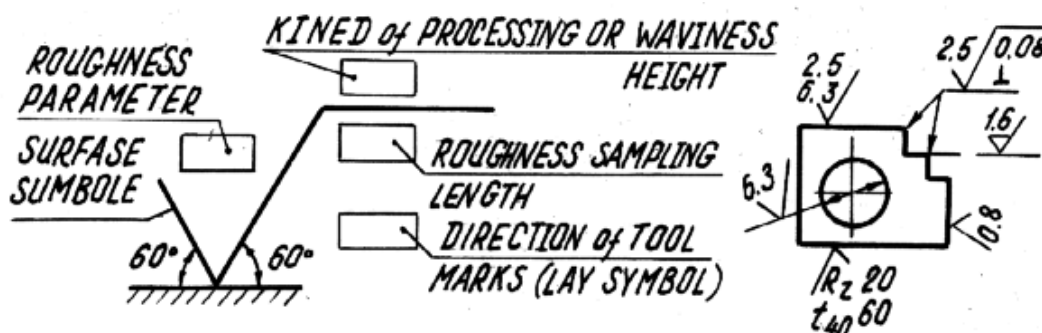 KINED of PROCESSING OR WAVINESS
HEIGHT
ROUGHNESS
PARAMETER
SURFASE
SUMBOLE
ROUGHNESS SAMPLING
LENGTH
DIRECTION of TOOL
MARKS (LAY SYMBOL)
60°
60°
2.5
6.3
2.5
0.08
⊥
1.6
6.3
0.8
Rz 20
t40 60